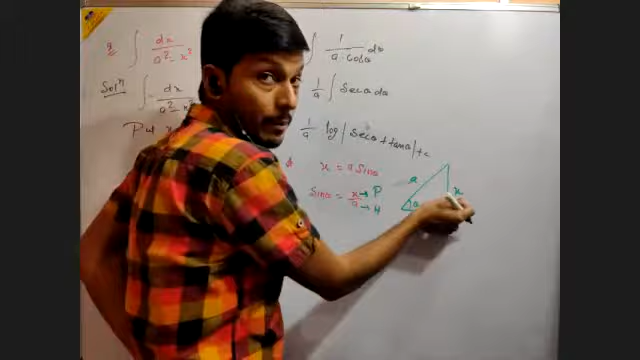 Q ∫ dx / a² - x²
∫ 1 / a cosθ dθ
Solⁿ ∫ dx / a² - x²
1/a ∫ secθ dθ
Put x
1/a log | secθ + tanθ | + c
x = a sinθ
sinθ = x/a → P → H
a
x
θ